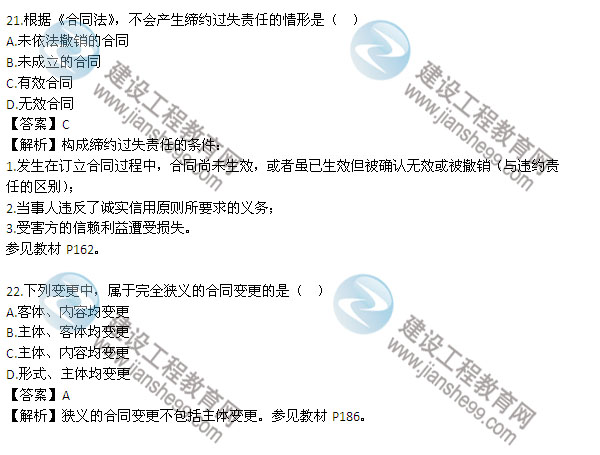 21.根据《合同法》，不会产生缔约过失责任的情形是（　）
A.未依法撤销的合同
B.未成立的合同
C.有效合同
D.无效合同
【答案】C
【解析】构成缔约过失责任的条件：
1.发生在订立合同过程中，合同尚未生效，或者虽已生效但被确认无效或被撤销（与违约责
任的区别）；
2.当事人违反了诚实信用原则所要求的义务；
3.受害方的信赖利益遭受损失。
参见教材 P162。
22.下列变更中，属于完全狭义的合同变更的是（　）
A.客体、内容均变更
B.主体、客体均变更
C.主体、内容均变更
D.形式、主体均变更
【答案】A
【解析】狭义的合同变更不包括主体变更。参见教材 P186。
建设工程教育网
www.jianshe99.com
建设工程教育网
www.jianshe99.com
建设工程教育网
www.jianshe99.com
建设工程教育网
www.jianshe99.com